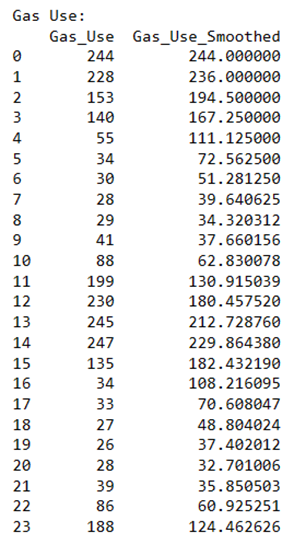 Gas Use:
Gas_Use Gas_Use_Smoothed
0 244 244.000000
1 228 236.000000
2 153 194.500000
3 140 167.250000
4 55 111.125000
5 34 72.562500
6 30 51.281250
7 28 39.640625
8 29 34.320312
9 41 37.660156
10 88 62.830078
11 199 130.915039
12 230 180.457520
13 245 212.728760
14 247 229.864380
15 135 182.432190
16 34 108.216095
17 33 70.608047
18 27 48.804024
19 26 37.402012
20 28 32.701006
21 39 35.850503
22 86 60.925251
23 188 124.462626